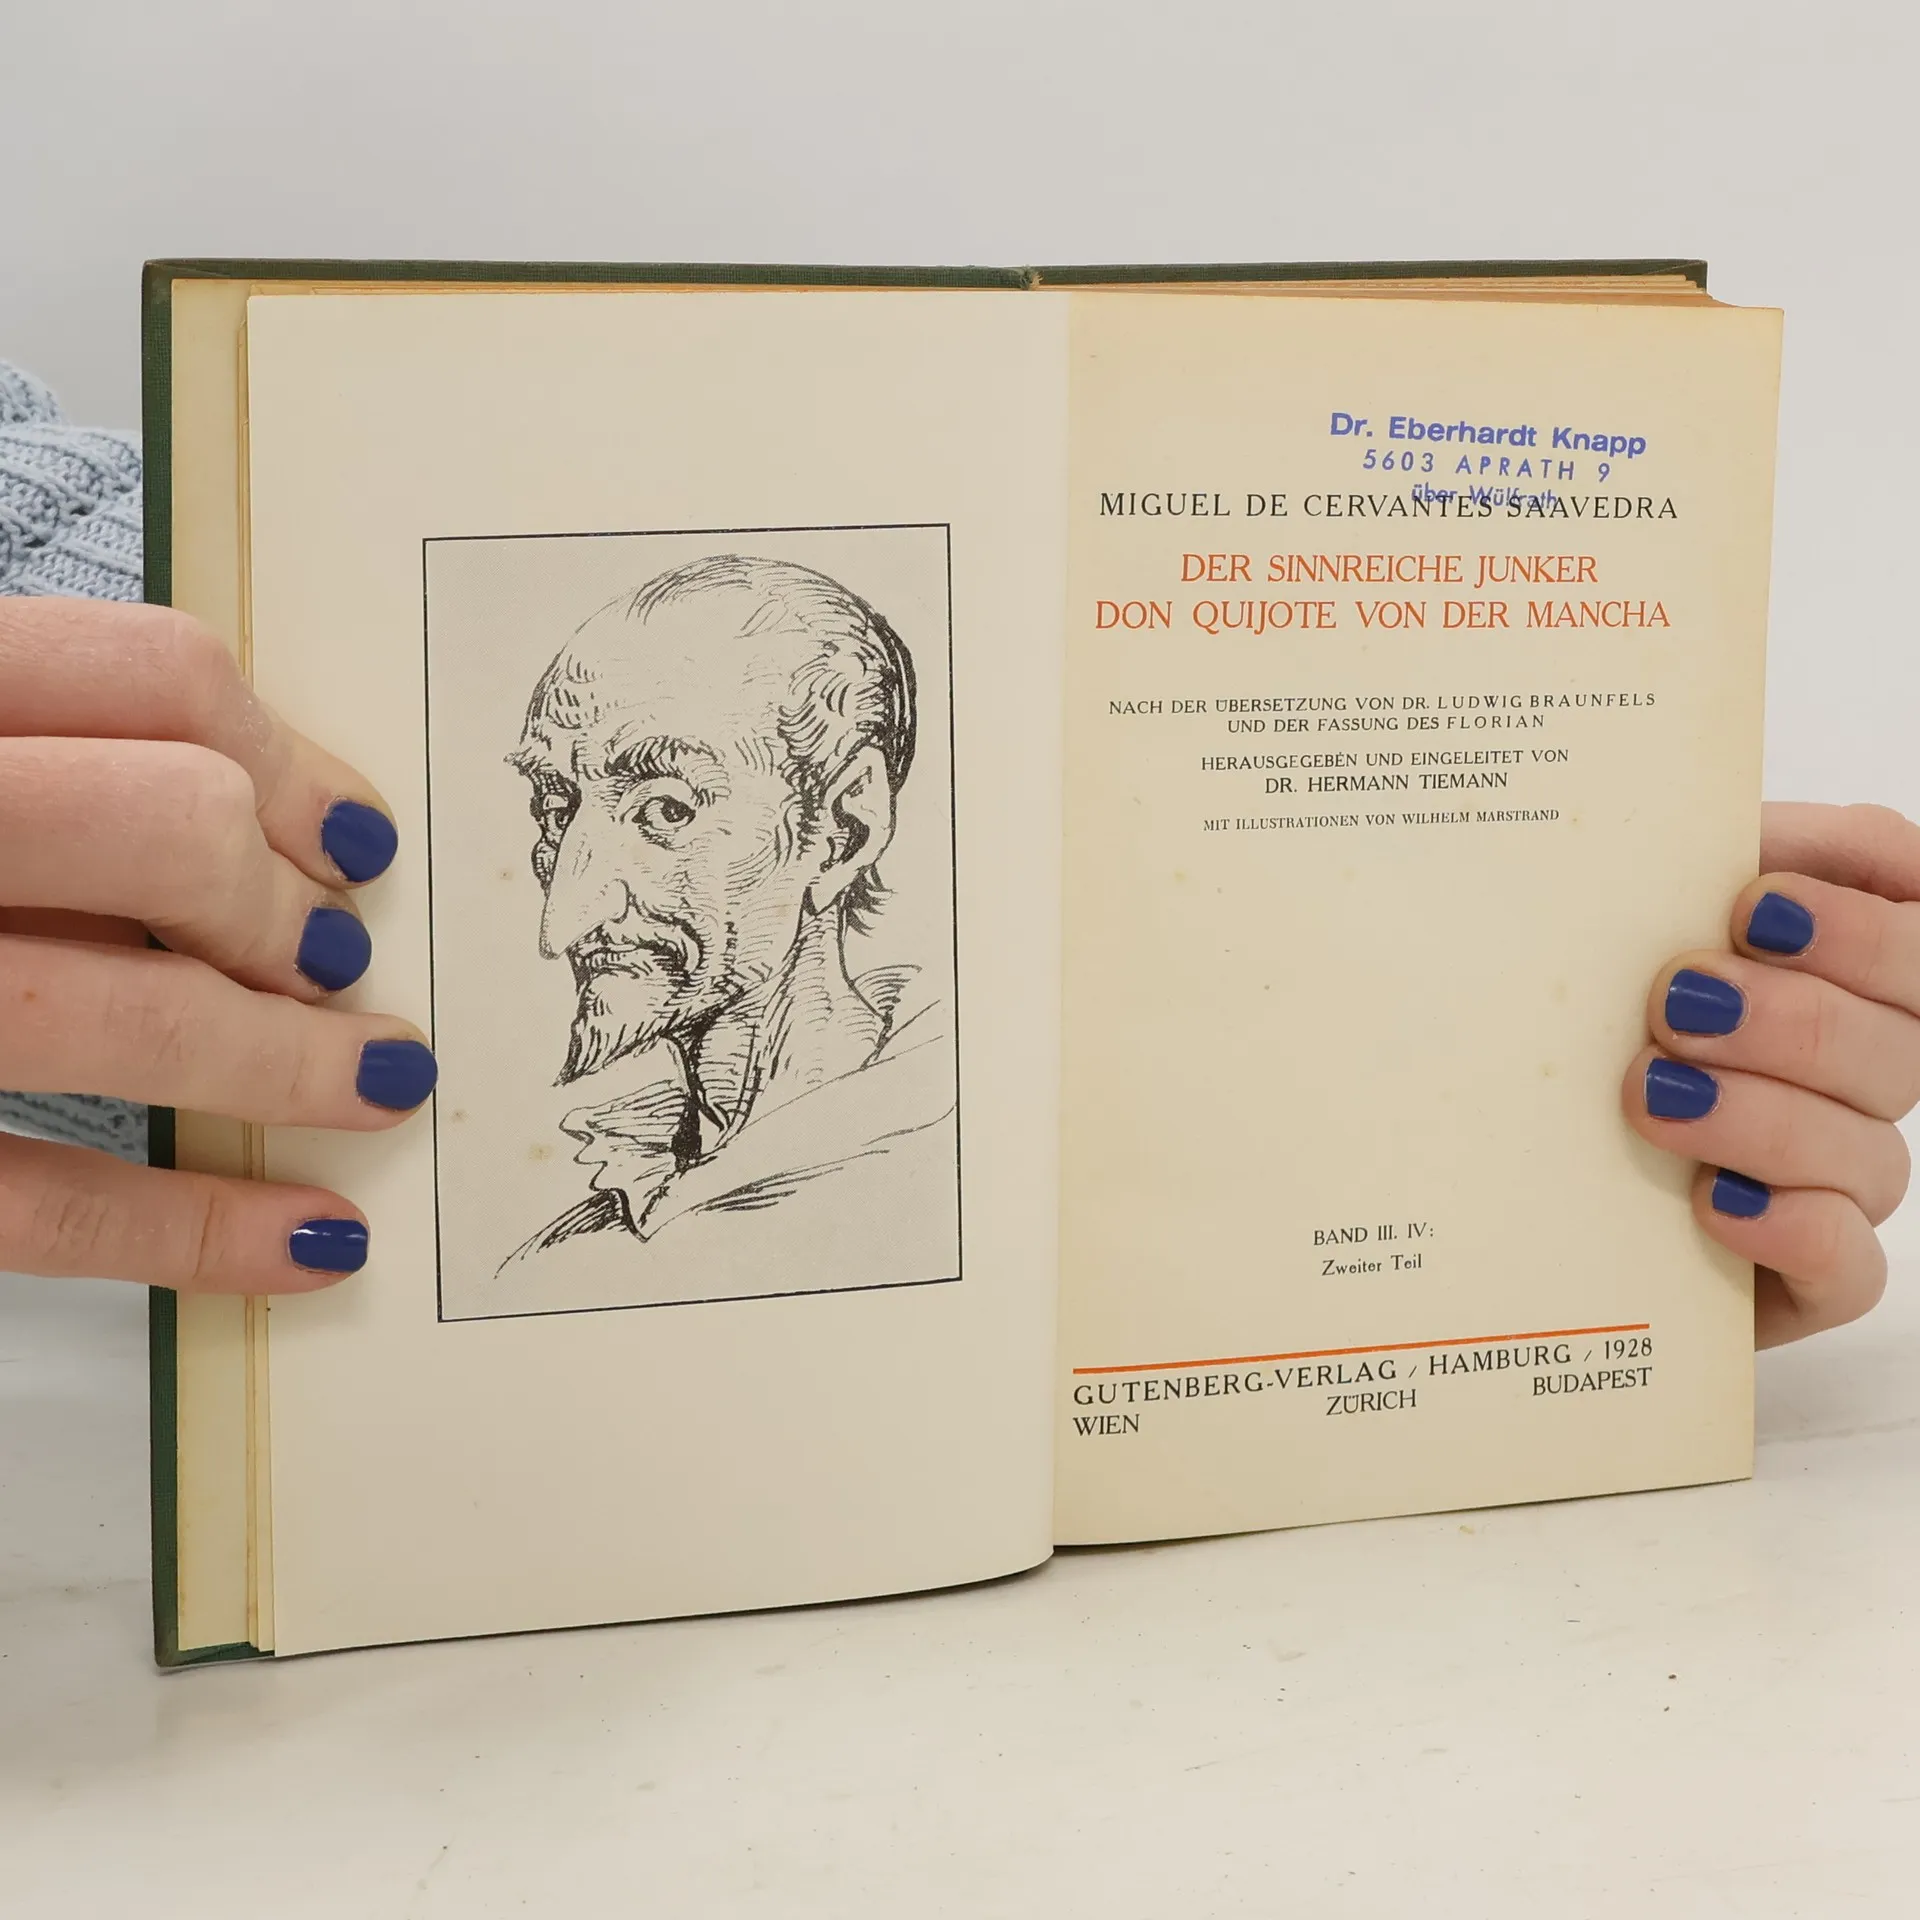 Dr. Eberhardt Knapp
5603 APRATH 9
über Wülfrath
MIGUEL DE CERVANTES SAAVEDRA
DER SINNREICHE JUNKER
DON QUIJOTE VON DER MANCHA
NACH DER ÜBERSETZUNG VON DR. LUDWIG BRAUNFELS
UND DER FASSUNG DES FLORIAN
HERAUSGEGEBEN UND EINGELEITET VON
DR. HERMANN TIEMANN
MIT ILLUSTRATIONEN VON WILHELM MARSTRAND
BAND III. IV:
Zweiter Teil
GUTENBERG-VERLAG / HAMBURG / 1928
WIEN ZÜRICH BUDAPEST